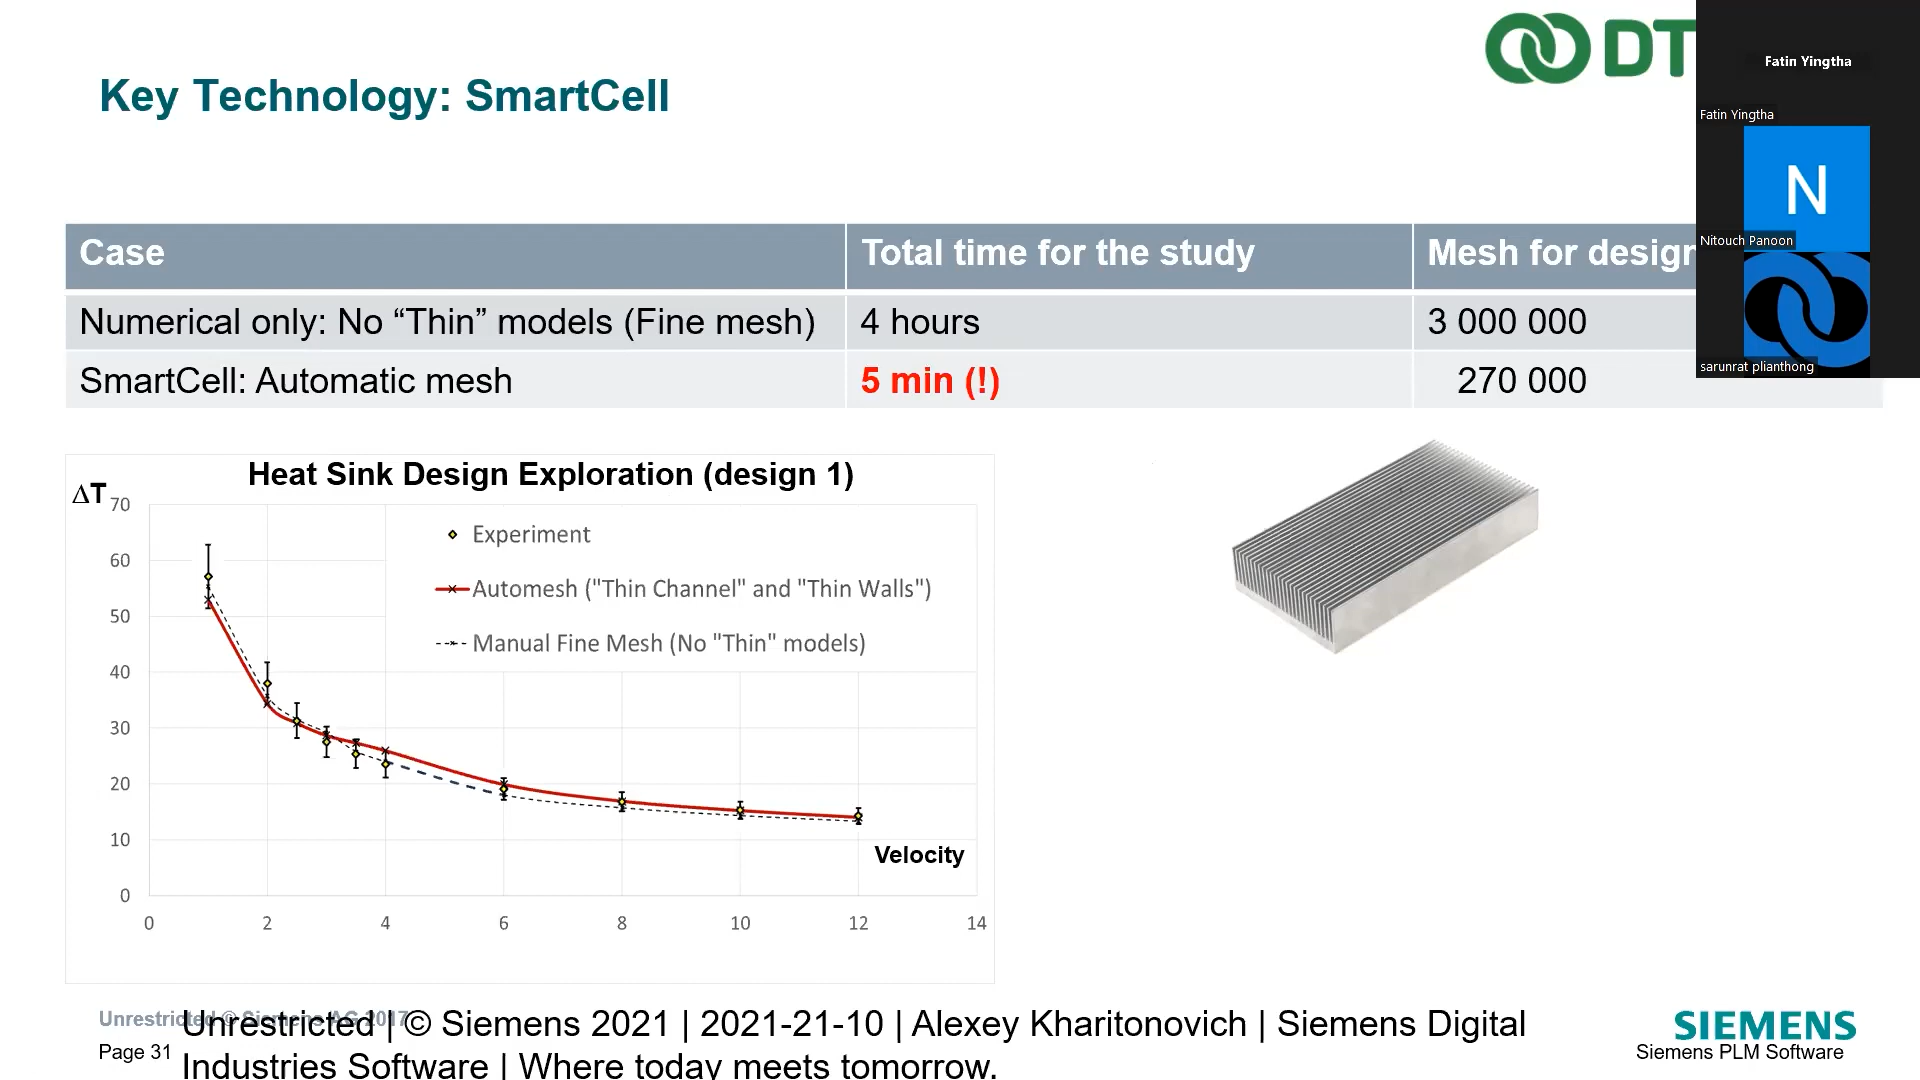 Key Technology: SmartCell
DT
Fatin Yingtha
Fatin Yingtha
N
Nitouch Panoon
sarunrat plianthong
Case Total time for the study Mesh for design
Numerical only: No “Thin” models (Fine mesh) 4 hours 3 000 000
SmartCell: Automatic mesh 5 min (!) 270 000
Heat Sink Design Exploration (design 1)
ΔT
70
60
50
40
30
20
10
0
Experiment
Automesh ("Thin Channel" and "Thin Walls")
Manual Fine Mesh (No "Thin" models)
Velocity
0 2 4 6 8 10 12 14
Unrestricted © Siemens AG 2017
Page 31
Unrestricted | © Siemens 2021 | 2021-21-10 | Alexey Kharitonovich | Siemens Digital
Industries Software | Where today meets tomorrow.
SIEMENS
Siemens PLM Software